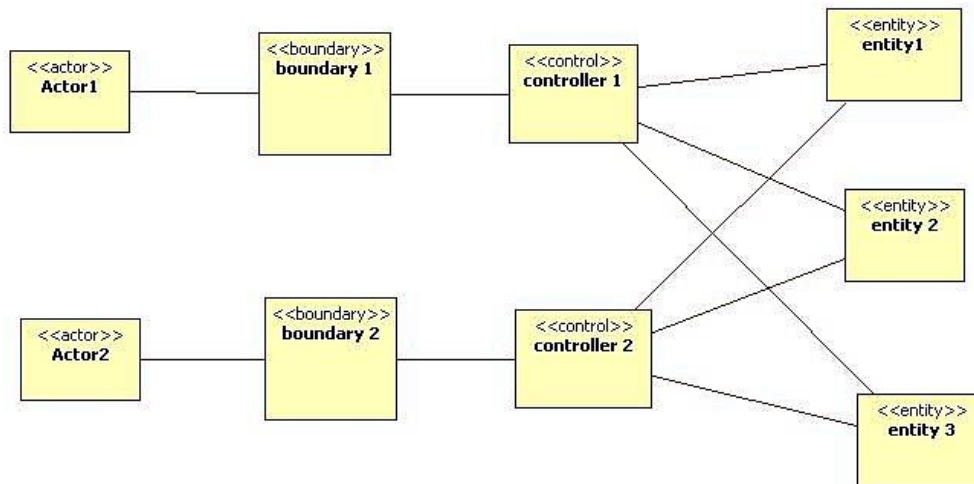 <<actor>>
Actor1
<<boundary>>
boundary 1
<<control>>
controller 1
<<entity>>
entity1
<<entity>>
entity 2
<<actor>>
Actor2
<<boundary>>
boundary 2
<<control>>
controller 2
<<entity>>
entity 3